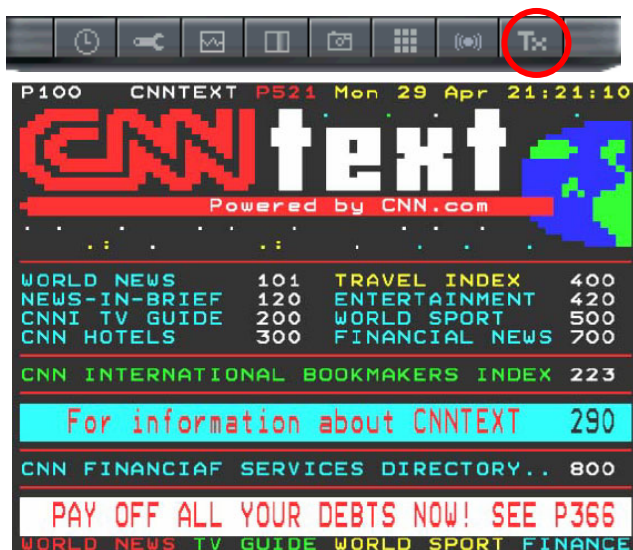 Tx
P100 CNNTEXT P521 Mon 29 Apr 21:21:10
CNN text
Powered by CNN.com
WORLD NEWS 101 TRAVEL INDEX 400
NEWS-IN-BRIEF 120 ENTERTAINMENT 420
CNNI TV GUIDE 200 WORLD SPORT 500
CNN HOTELS 300 FINANCIAL NEWS 700
CNN INTERNATIONAL BOOKMAKERS INDEX 223
For information about CNNTEXT 290
CNN FINANCIAF SERVICES DIRECTORY.. 800
PAY OFF ALL YOUR DEBTS NOW! SEE P366
WORLD NEWS TV GUIDE WORLD SPORT FINANCE